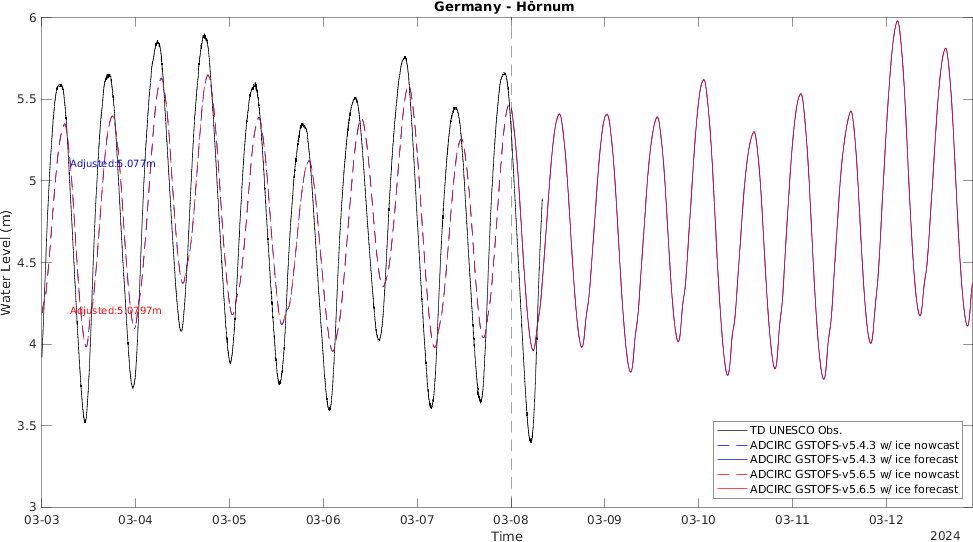 Germany - Hörnum
6
5.5
5
4.5
4
3.5
3
Water Level (m)
Adjusted:5.077m
Adjusted:5.0797m
TD UNESCO Obs.
ADCIRC GSTOFS-v5.4.3 w/ ice nowcast
ADCIRC GSTOFS-v5.4.3 w/ ice forecast
ADCIRC GSTOFS-v5.6.5 w/ ice nowcast
ADCIRC GSTOFS-v5.6.5 w/ ice forecast
03-03 03-04 03-05 03-06 03-07 03-08 03-09 03-10 03-11 03-12
Time
2024